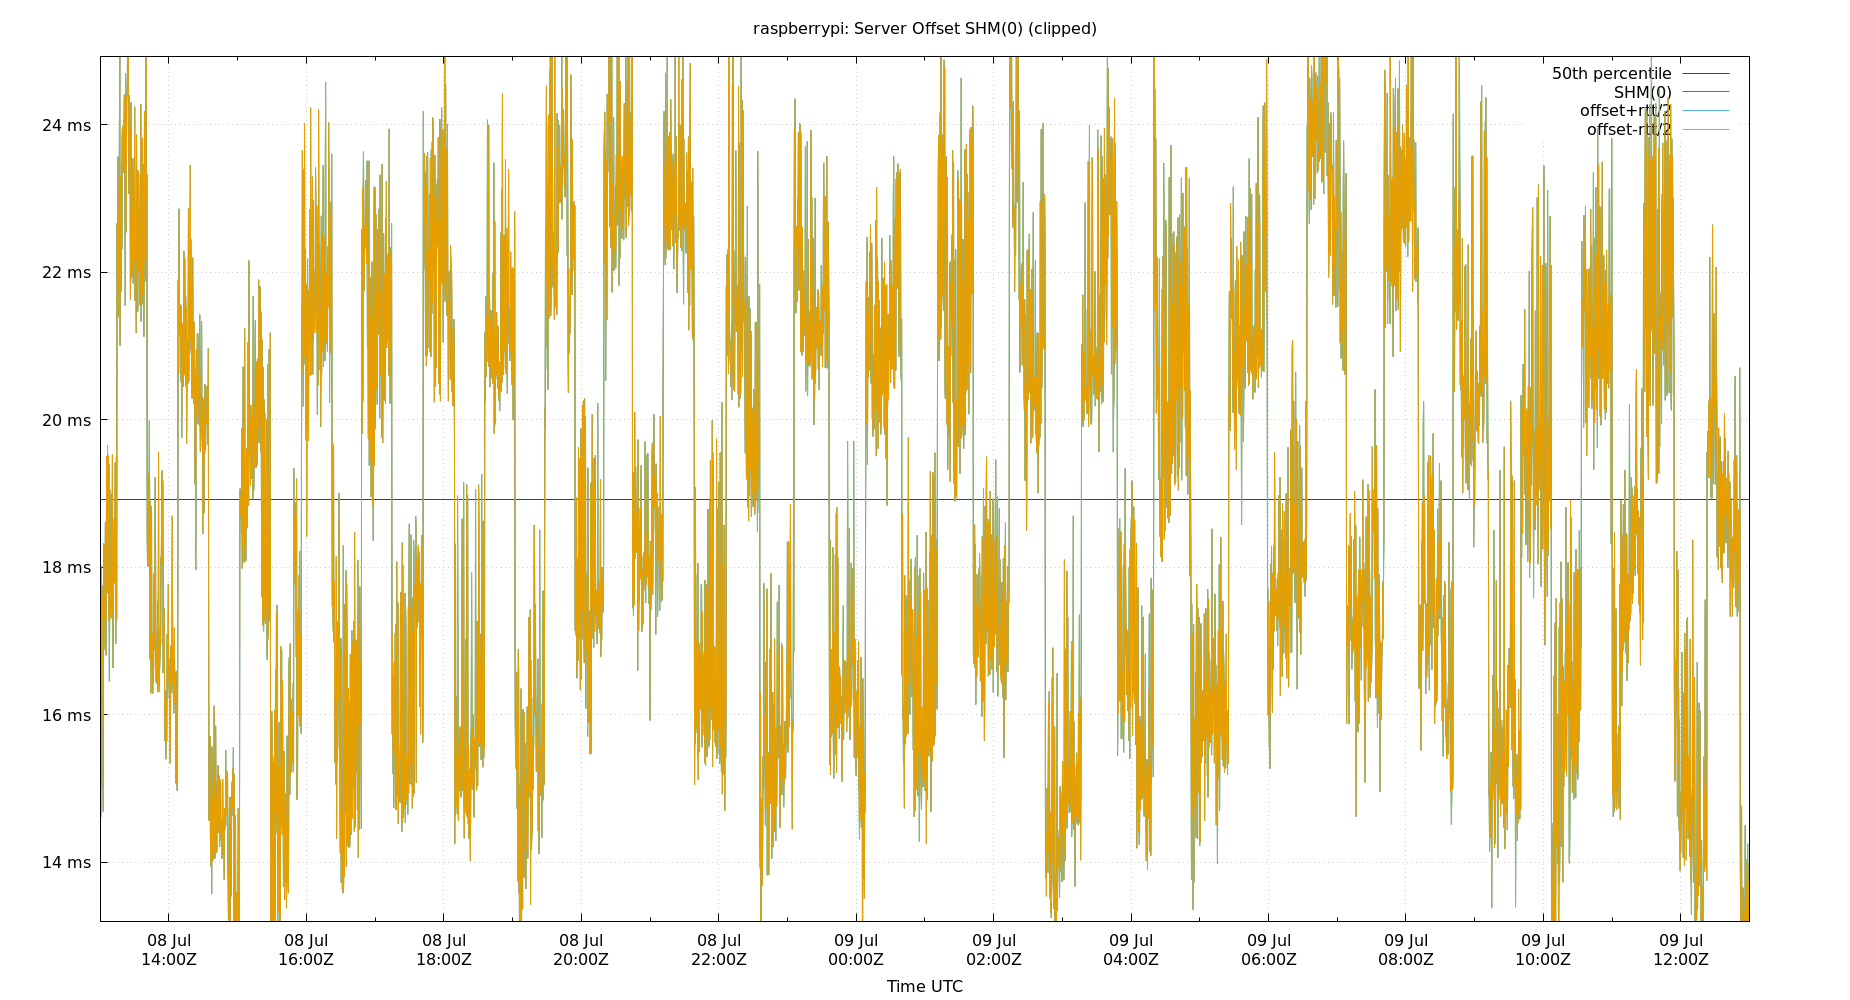 raspberrypi: Server Offset SHM(0) (clipped)
50th percentile
SHM(0)
offset+rtt/2
offset-rtt/2
24 ms
22 ms
20 ms
18 ms
16 ms
14 ms
08 Jul 08 Jul 08 Jul 08 Jul 08 Jul 09 Jul 09 Jul 09 Jul 09 Jul 09 Jul 09 Jul 09 Jul
14:00Z 16:00Z 18:00Z 20:00Z 22:00Z 00:00Z 02:00Z 04:00Z 06:00Z 08:00Z 10:00Z 12:00Z
Time UTC